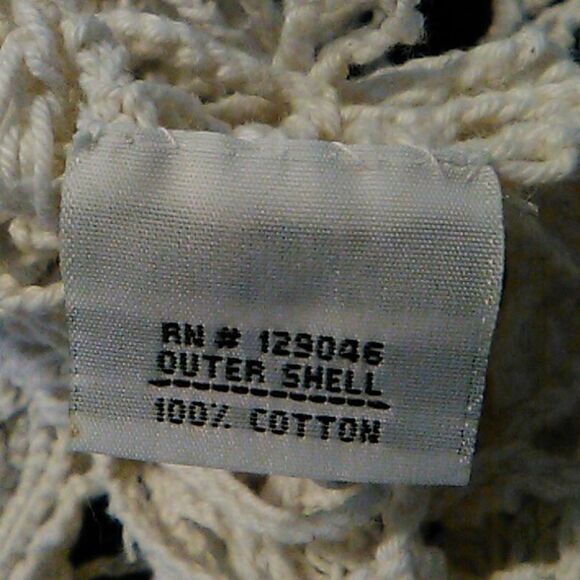 RN # 129046
OUTER SHELL
100% COTTON